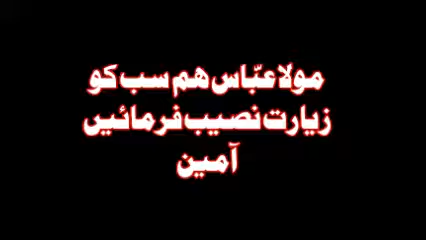 مولا عبّاس ہم سب کو
زیارت نصیب فرمائیں
آمین